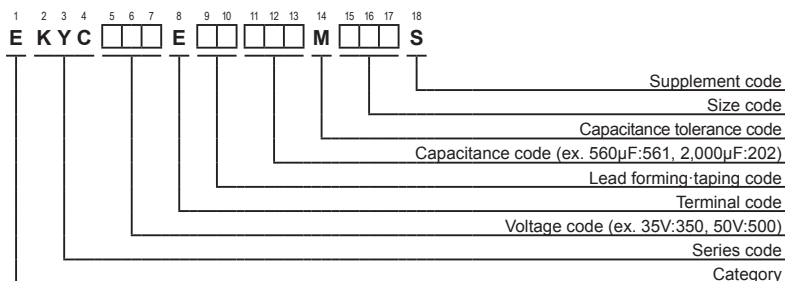 1 2 3 4 5 6 7 8 9 10 11 12 13 14 15 16 17 18
E K Y C E M S
Supplement code
Size code
Capacitance tolerance code
Capacitance code (ex. 560µF:561, 2,000µF:202)
Lead forming·taping code
Terminal code
Voltage code (ex. 35V:350, 50V:500)
Series code
Category